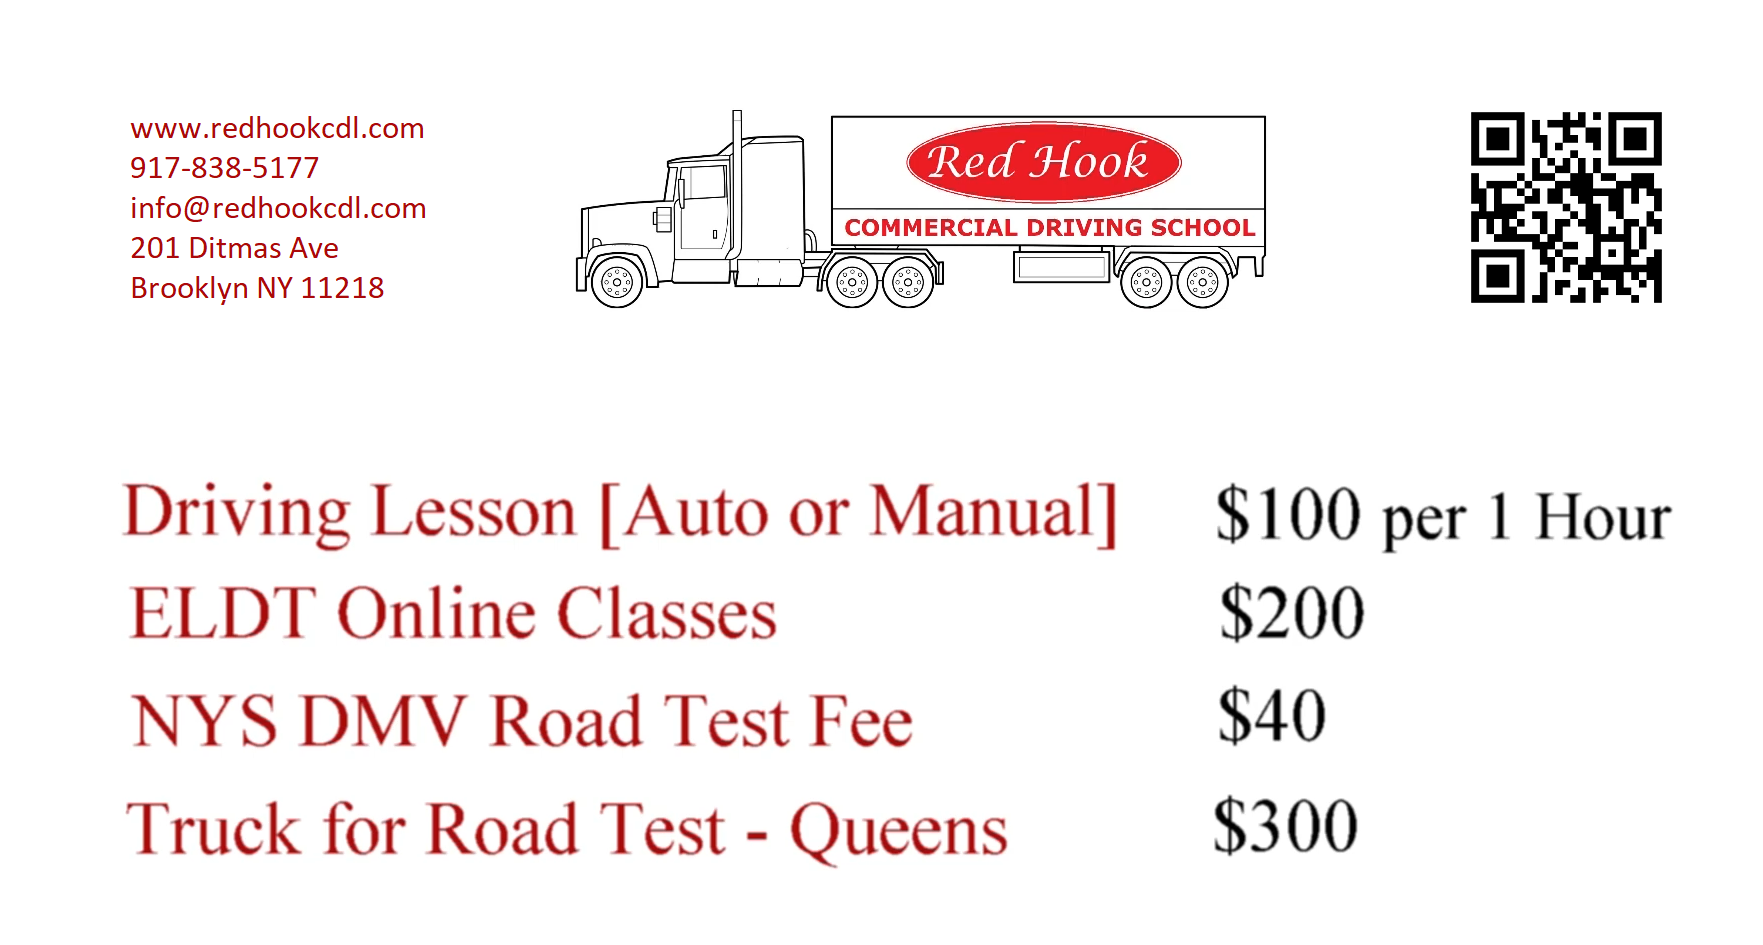 www.redhookcdl.com
917-838-5177
info@redhookcdl.com
201 Ditmas Ave
Brooklyn NY 11218
Red Hook
COMMERCIAL DRIVING SCHOOL
Driving Lesson [Auto or Manual] $100 per 1 Hour
ELDT Online Classes $200
NYS DMV Road Test Fee $40
Truck for Road Test - Queens $300